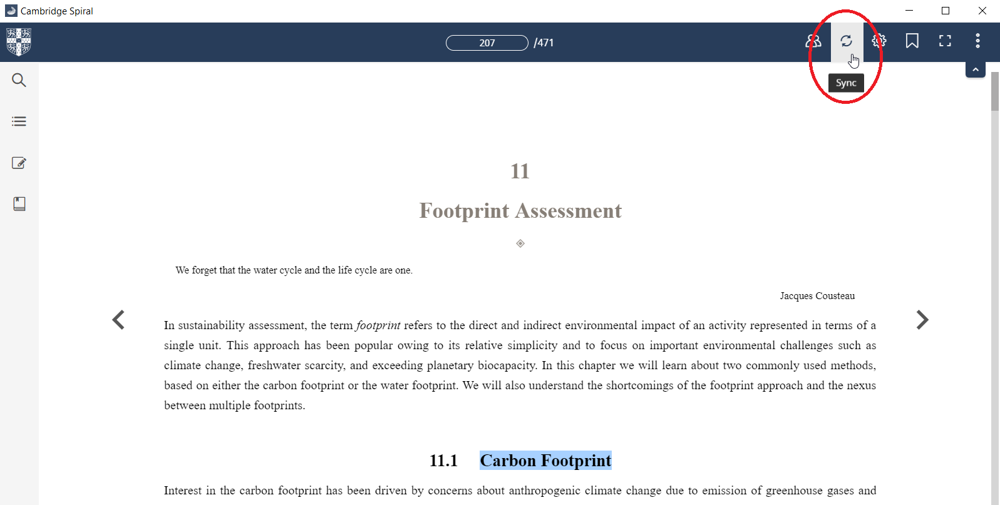 Cambridge Spiral
207 /471
Sync
11
Footprint Assessment
We forget that the water cycle and the life cycle are one.
Jacques Cousteau
In sustainability assessment, the term footprint refers to the direct and indirect environmental impact of an activity represented in terms of a
single unit. This approach has been popular owing to its relative simplicity and to focus on important environmental challenges such as
climate change, freshwater scarcity, and exceeding planetary biocapacity. In this chapter we will learn about two commonly used methods,
based on either the carbon footprint or the water footprint. We will also understand the shortcomings of the footprint approach and the nexus
between multiple footprints.
11.1 Carbon Footprint
Interest in the carbon footprint has been driven by concerns about anthropogenic climate change due to emission of greenhouse gases and